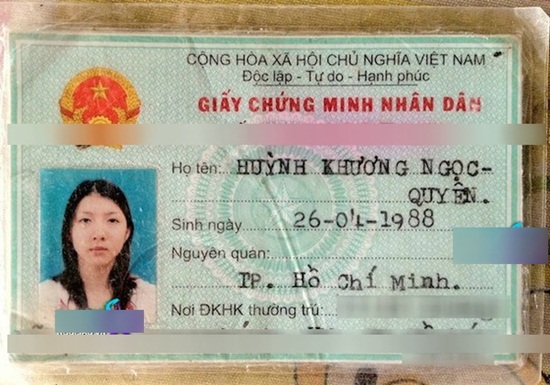 CỘNG HÒA XÃ HỘI CHỦ NGHĨA VIỆT NAM
Độc lập - Tự do - Hạnh phúc
GIẤY CHỨNG MINH NHÂN DÂN
Họ tên: HUỲNH KHƯƠNG NGỌC-
QUYÊN.
Sinh ngày 26-04-1988
Nguyên quán:
TP. Hồ Chí Minh.
Nơi ĐKHK thường trú: